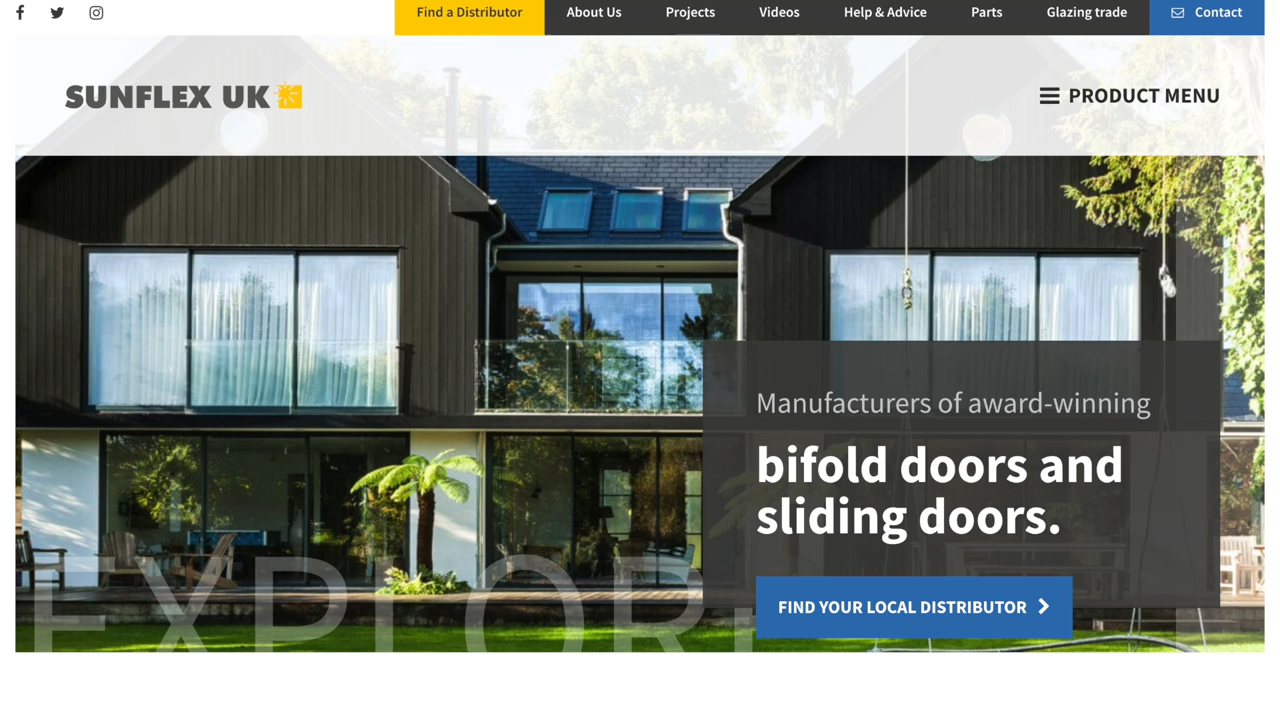 Find a Distributor
About Us
Projects
Videos
Help & Advice
Parts
Glazing trade
Contact
SUNFLEX UK
PRODUCT MENU
Manufacturers of award-winning
bifold doors and
sliding doors.
FIND YOUR LOCAL DISTRIBUTOR
EXPLORE